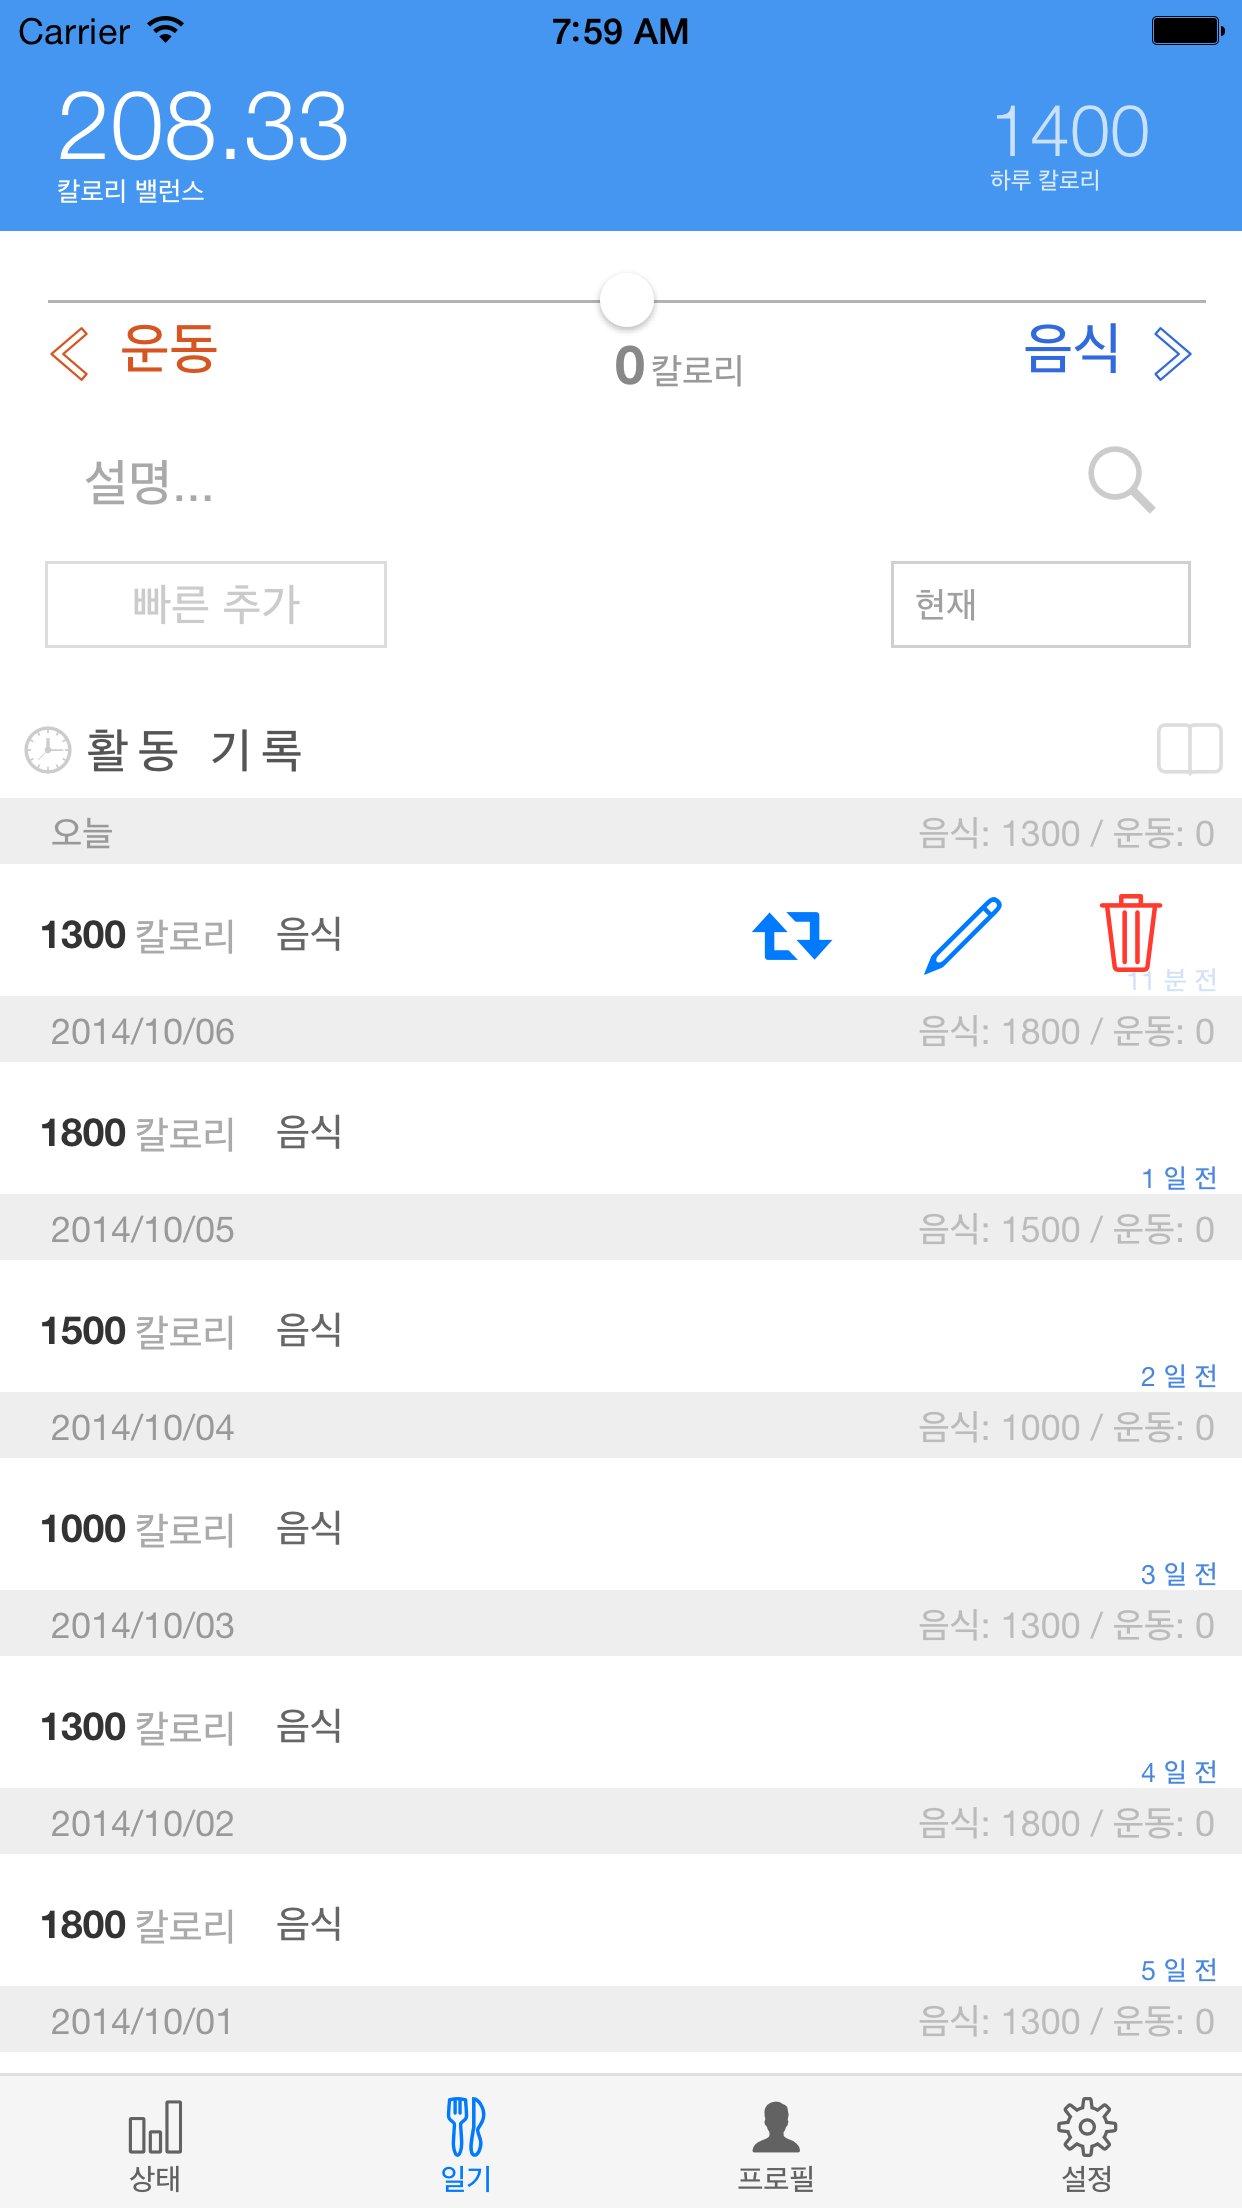 Carrier 7:59 AM
208.33 1400
칼로리 밸런스 하루 칼로리
운동 0 칼로리 음식
설명...
빠른 추가 현재
활동 기록
오늘 음식: 1300 / 운동: 0
1300 칼로리 음식
11 분 전
2014/10/06 음식: 1800 / 운동: 0
1800 칼로리 음식
1 일 전
2014/10/05 음식: 1500 / 운동: 0
1500 칼로리 음식
2 일 전
2014/10/04 음식: 1000 / 운동: 0
1000 칼로리 음식
3 일 전
2014/10/03 음식: 1300 / 운동: 0
1300 칼로리 음식
4 일 전
2014/10/02 음식: 1800 / 운동: 0
1800 칼로리 음식
5 일 전
2014/10/01 음식: 1300 / 운동: 0
상태 일기 프로필 설정